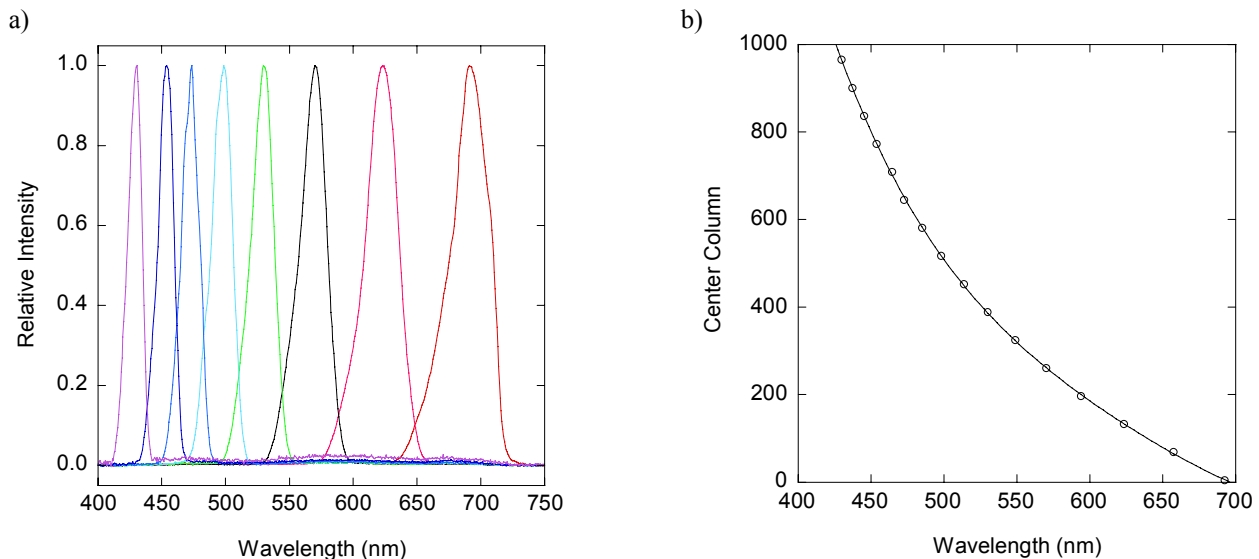 a)
1.0
0.8
0.6
0.4
0.2
0.0
Relative Intensity
400 450 500 550 600 650 700 750
Wavelength (nm)
b)
1000
800
600
400
200
0
Center Column
400 450 500 550 600 650 700
Wavelength (nm)